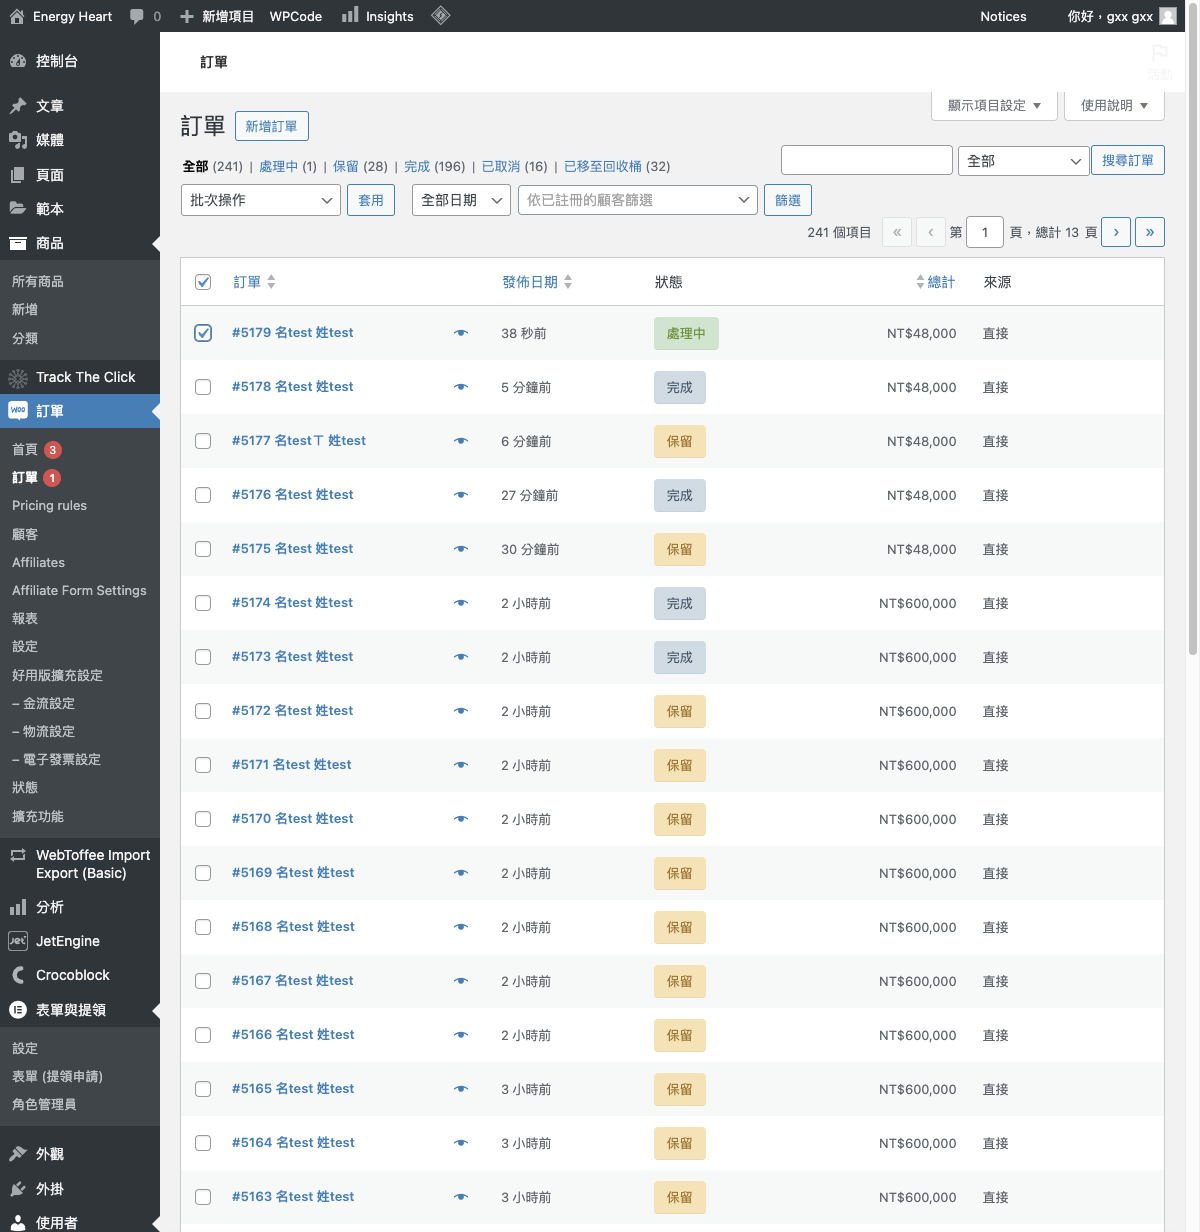 Energy Heart 0 新增項目 WPCode Insights Notices 你好，gxx gxx
控制台
文章
媒體
頁面
範本
商品
所有商品
新增
分類
Track The Click
woo 訂單
首頁 3
訂單 1
Pricing rules
顧客
Affiliates
Affiliate Form Settings
報表
設定
好用版擴充設定
– 金流設定
– 物流設定
– 電子發票設定
狀態
擴充功能
WebToffee Import
Export (Basic)
分析
Jet JetEngine
Crocoblock
表單與提領
設定
表單 (提領申請)
角色管理員
外觀
外掛
使用者
訂單
活動
顯示項目設定 ▼ 使用說明 ▼
訂單 新增訂單
全部 (241) | 處理中 (1) | 保留 (28) | 完成 (196) | 已取消 (16) | 已移至回收桶 (32)
全部 搜尋訂單
批次操作 套用 全部日期 依已註冊的顧客篩選 篩選
241 個項目 « ‹ 第 1 頁，總計 13 頁 › »
訂單 發佈日期 狀態 總計 來源
#5179 名test 姓test 38 秒前 處理中 NT$48,000 直接
#5178 名test 姓test 5 分鐘前 完成 NT$48,000 直接
#5177 名testㄒ 姓test 6 分鐘前 保留 NT$48,000 直接
#5176 名test 姓test 27 分鐘前 完成 NT$48,000 直接
#5175 名test 姓test 30 分鐘前 保留 NT$48,000 直接
#5174 名test 姓test 2 小時前 完成 NT$600,000 直接
#5173 名test 姓test 2 小時前 完成 NT$600,000 直接
#5172 名test 姓test 2 小時前 保留 NT$600,000 直接
#5171 名test 姓test 2 小時前 保留 NT$600,000 直接
#5170 名test 姓test 2 小時前 保留 NT$600,000 直接
#5169 名test 姓test 2 小時前 保留 NT$600,000 直接
#5168 名test 姓test 2 小時前 保留 NT$600,000 直接
#5167 名test 姓test 2 小時前 保留 NT$600,000 直接
#5166 名test 姓test 2 小時前 保留 NT$600,000 直接
#5165 名test 姓test 3 小時前 保留 NT$600,000 直接
#5164 名test 姓test 3 小時前 保留 NT$600,000 直接
#5163 名test 姓test 3 小時前 保留 NT$600,000 直接